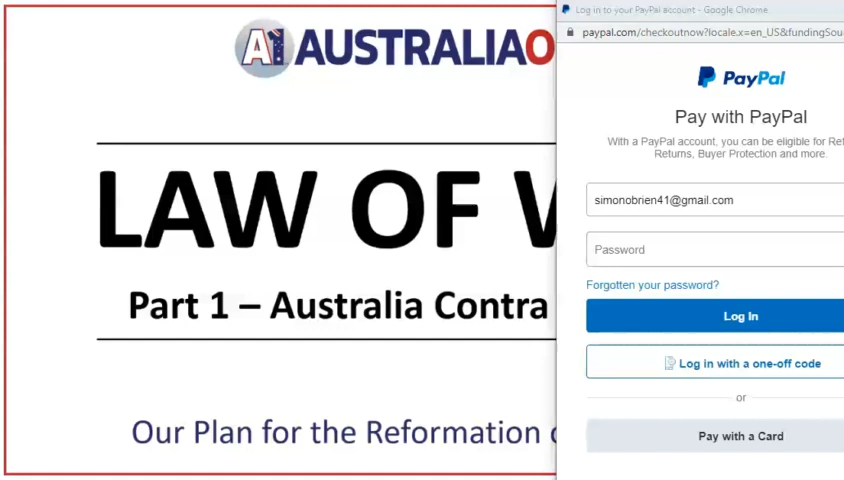 A1 AUSTRALIAO
LAW OF
Part 1 – Australia Contra
Our Plan for the Reformation
Log in to your PayPal account - Google Chrome
paypal.com/checkoutnow?locale.x=en_US&fundingSou
PayPal
Pay with PayPal
With a PayPal account, you can be eligible for Ret
Returns, Buyer Protection and more.
simonobrien41@gmail.com
Password
Forgotten your password?
Log In
Log in with a one-off code
or
Pay with a Card